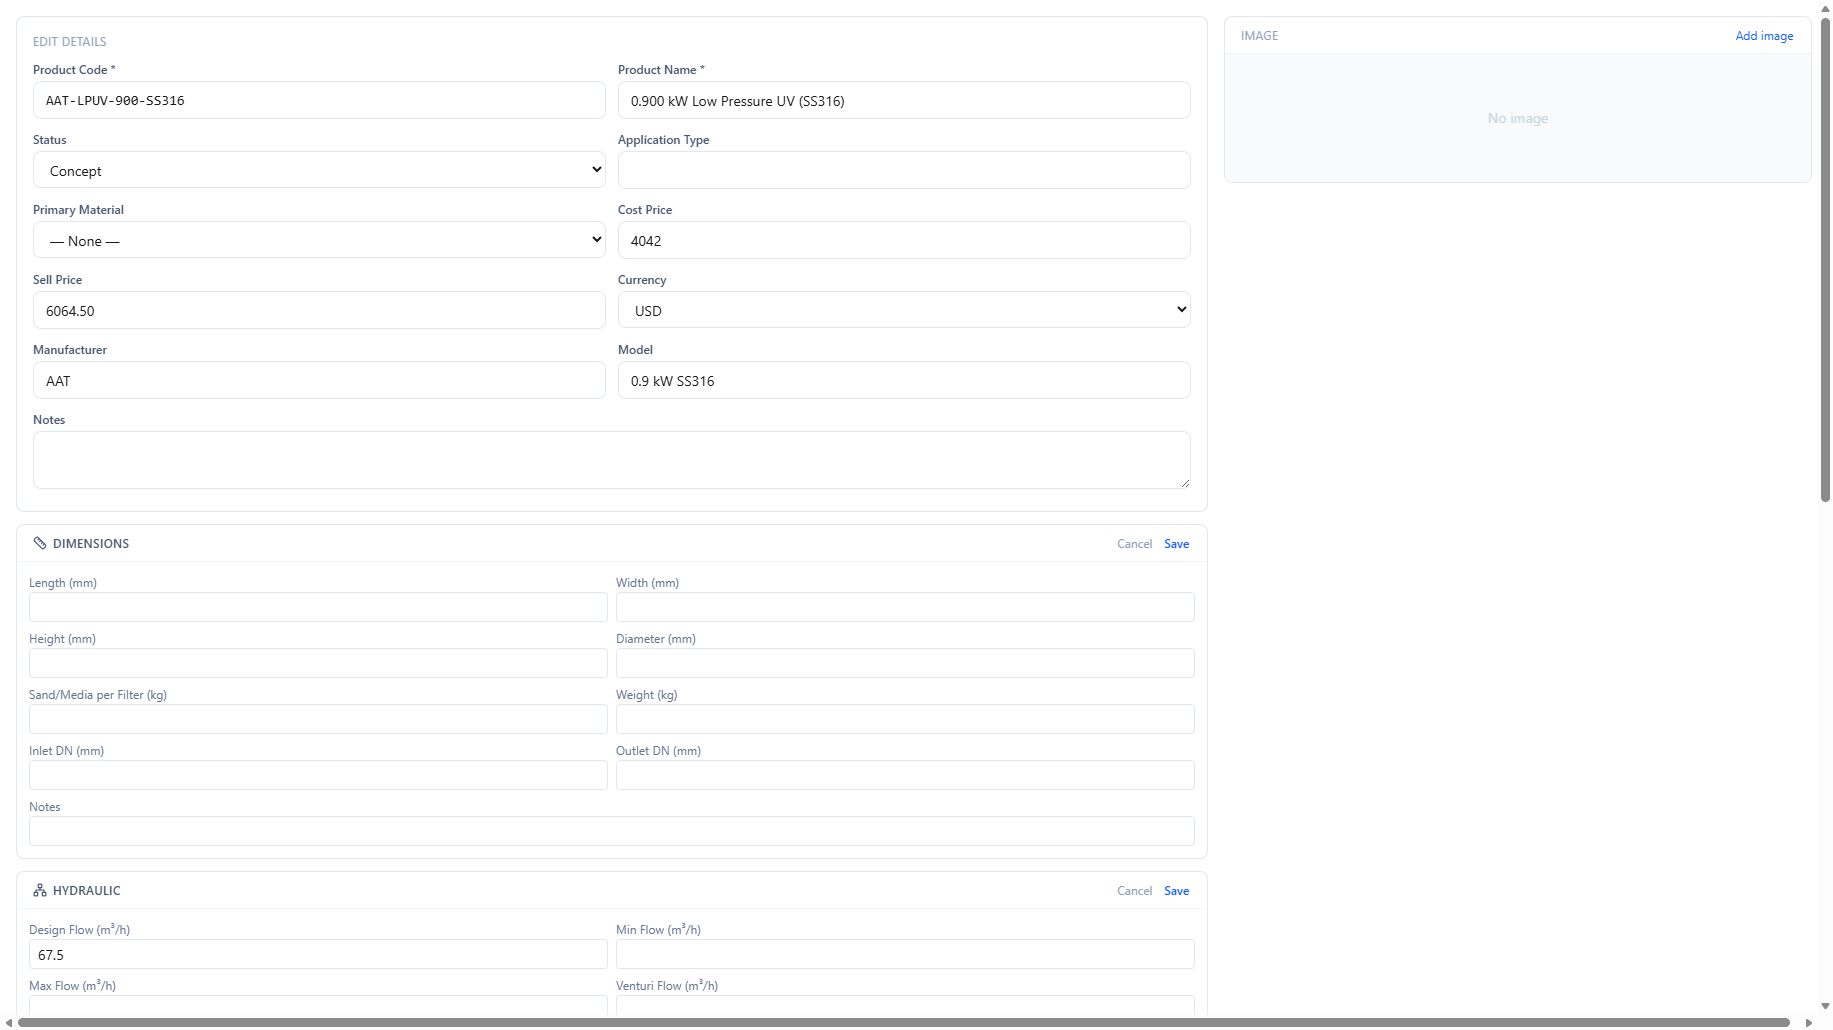 EDIT DETAILS
Product Code *
AAT-LPUV-900-SS316
Product Name *
0.900 kW Low Pressure UV (SS316)
Status
Concept
Application Type
Primary Material
— None —
Cost Price
4042
Sell Price
6064.50
Currency
USD
Manufacturer
AAT
Model
0.9 kW SS316
Notes
IMAGE
Add image
No image
DIMENSIONS
Cancel
Save
Length (mm)
Width (mm)
Height (mm)
Diameter (mm)
Sand/Media per Filter (kg)
Weight (kg)
Inlet DN (mm)
Outlet DN (mm)
Notes
HYDRAULIC
Cancel
Save
Design Flow (m³/h)
67.5
Min Flow (m³/h)
Max Flow (m³/h)
Venturi Flow (m³/h)